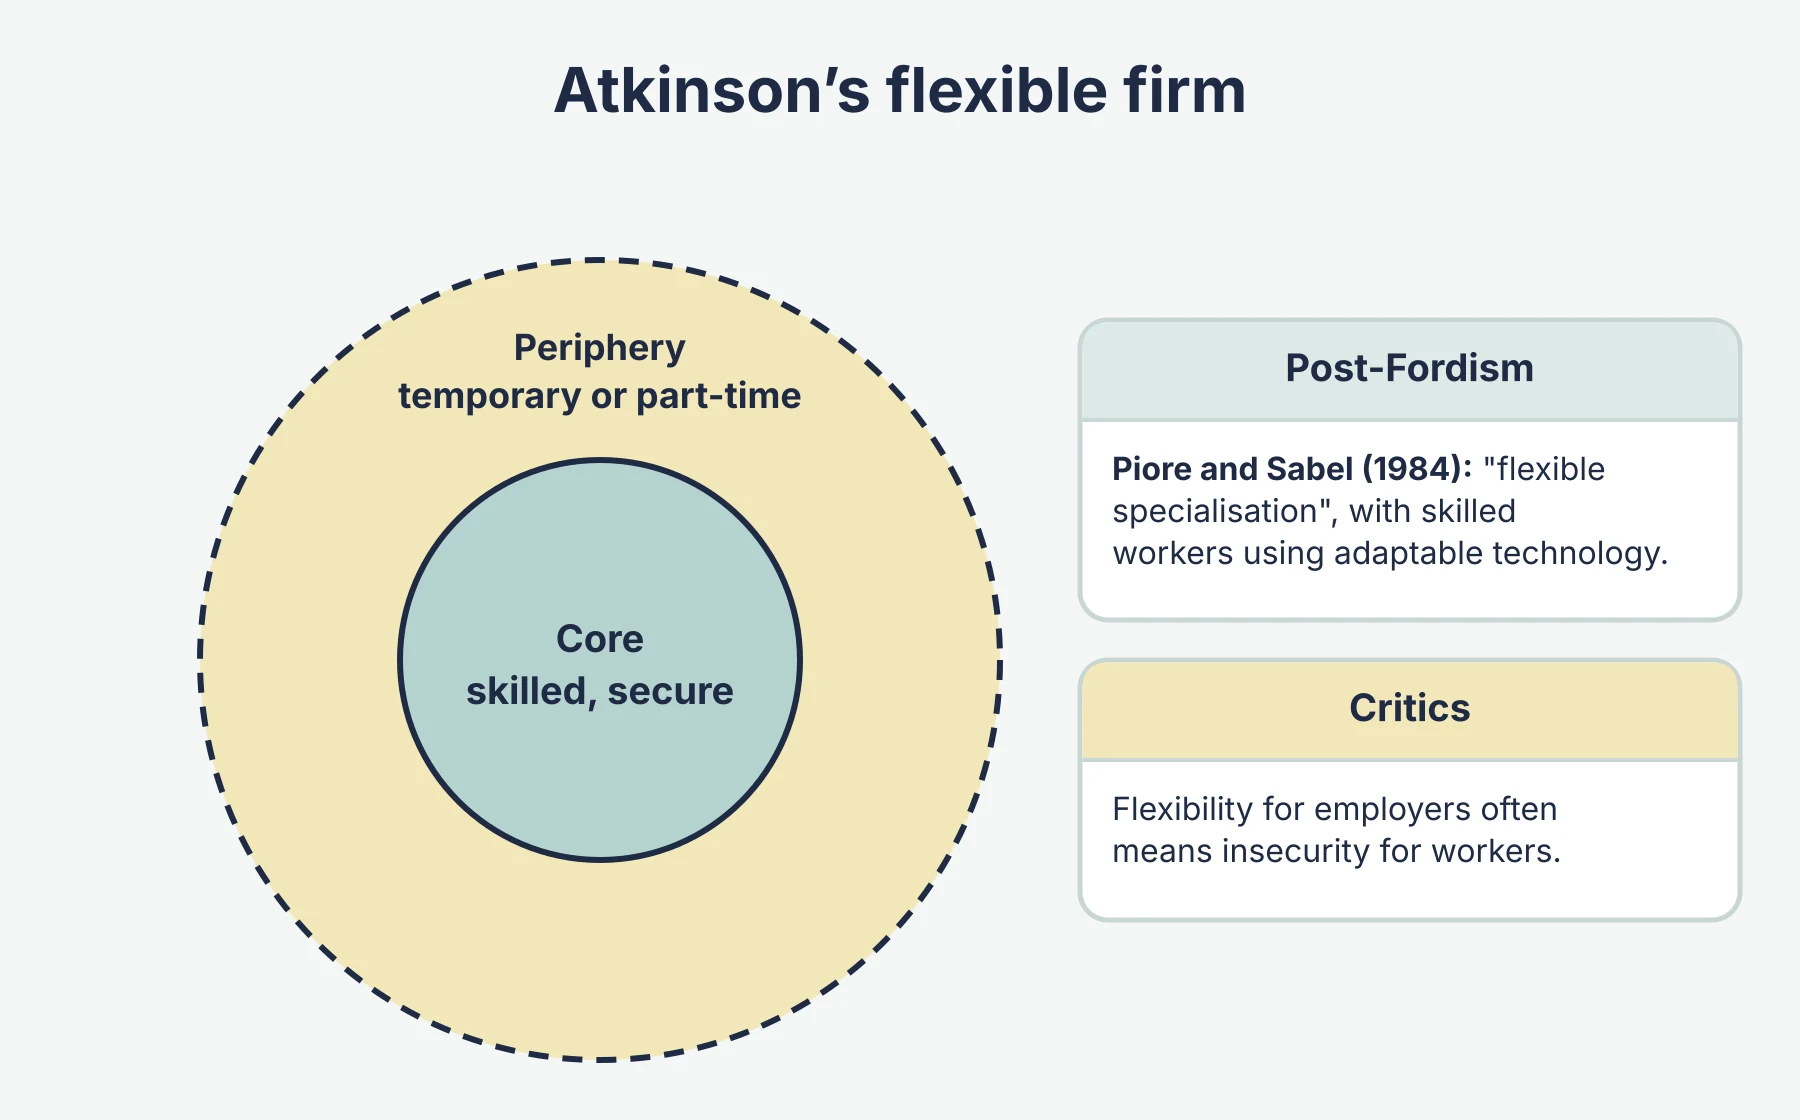 Atkinson’s flexible firm
Periphery
temporary or part-time
Core
skilled, secure
Post-Fordism
Piore and Sabel (1984): "flexible
specialisation", with skilled
workers using adaptable technology.
Critics
Flexibility for employers often
means insecurity for workers.